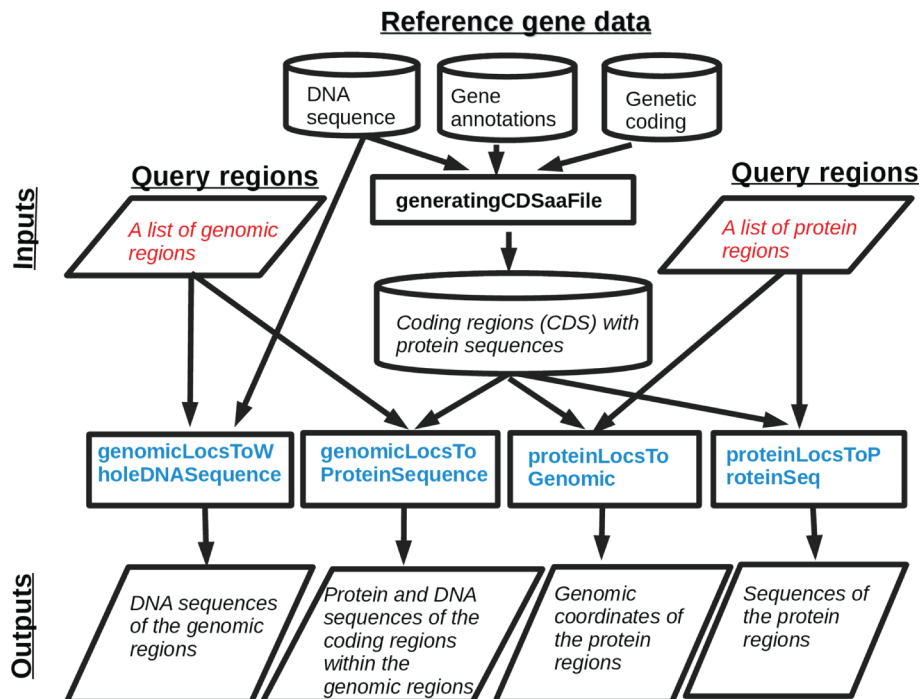 Reference gene data
DNA
sequence
Gene
annotations
Genetic
coding
Query regions
Query regions
Inputs
A list of genomic
regions
generatingCDSaaFile
A list of protein
regions
Coding regions (CDS) with
protein sequences
genomicLocsToW
holeDNASequence
genomicLocsTo
ProteinSequence
proteinLocsTo
Genomic
proteinLocsToP
roteinSeq
Outputs
DNA sequences
of the genomic
regions
Protein and DNA
sequences of the
coding regions
within the
genomic regions
Genomic
coordinates of
the protein
regions
Sequences of
the protein
regions